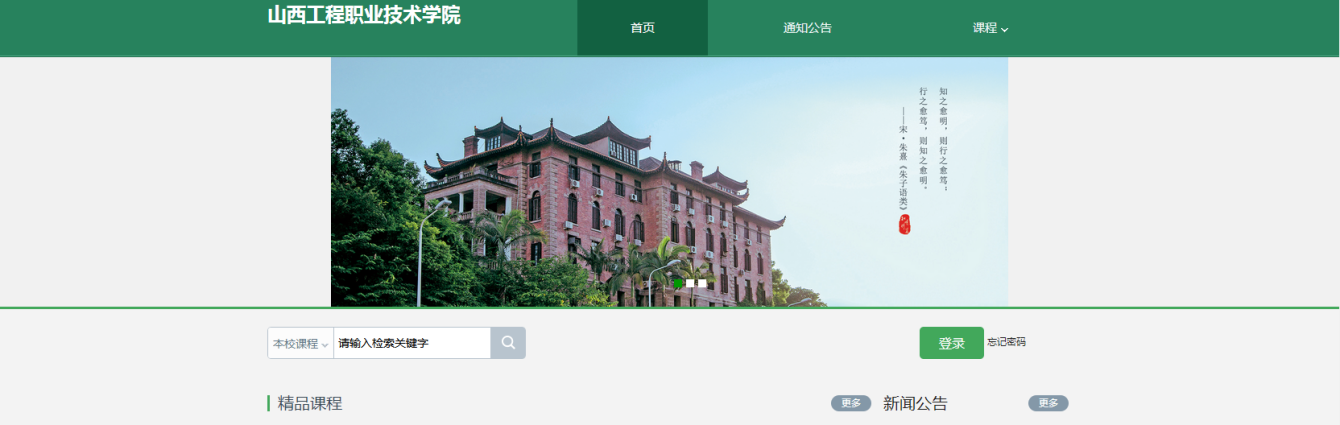 山西工程职业技术学院
首页
通知公告
课程
知之愈明，则行之愈笃；
行之愈笃，则知之愈明。
——宋·朱熹《朱子语类》
本校课程
请输入检索关键字
登录
忘记密码
精品课程
更多
新闻公告
更多